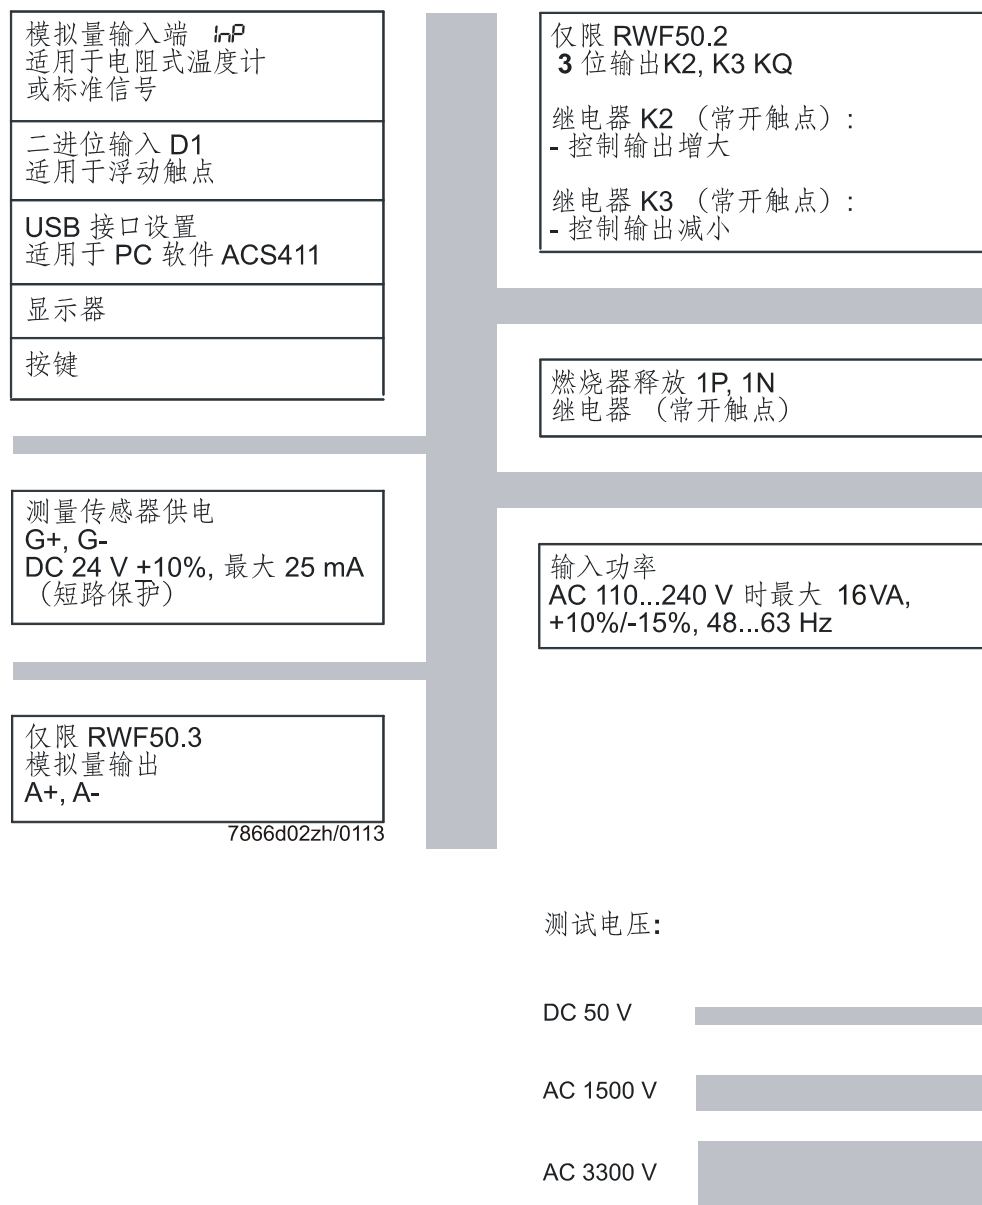 模拟量输入端 InP
适用于电阻式温度计
或标准信号
二进位输入 D1
适用于浮动触点
USB 接口设置
适用于 PC 软件 ACS411
显示器
按键
测量传感器供电
G+, G-
DC 24 V ±10%, 最大 25 mA
（短路保护）
仅限 RWF50.3
模拟量输出
A+, A-
7866d02zh/0113
仅限 RWF50.2
3 位输出K2, K3 KQ
继电器 K2 （常开触点）:
- 控制输出增大
继电器 K3 （常开触点）:
- 控制输出减小
燃烧器释放 1P, 1N
继电器 （常开触点）
输入功率
AC 110...240 V 时最大 16VA,
+10%/-15%, 48...63 Hz
测试电压:
DC 50 V
AC 1500 V
AC 3300 V